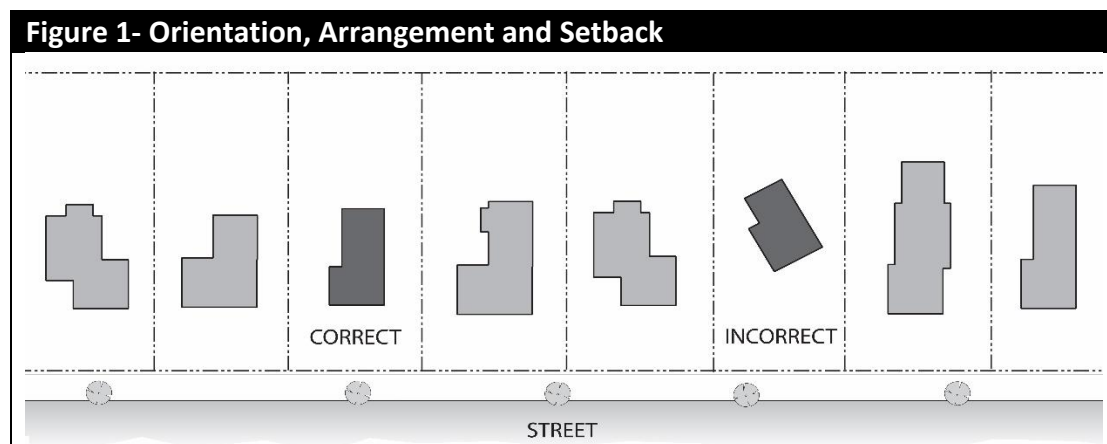 Figure 1- Orientation, Arrangement and Setback
CORRECT
INCORRECT
STREET